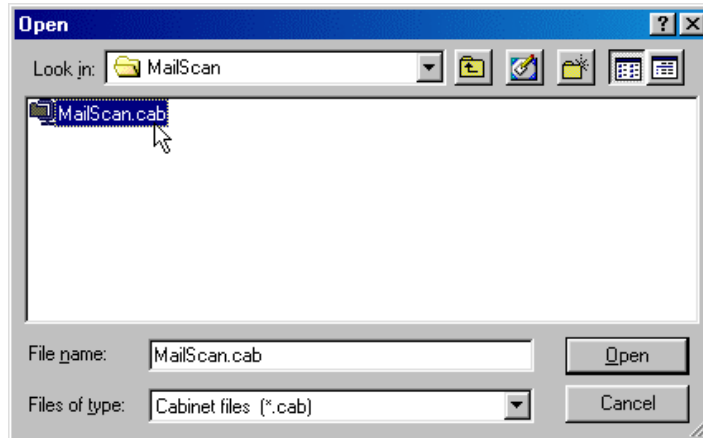 Open
Look in: MailScan
MailScan.cab
File name: MailScan.cab Open
Files of type: Cabinet files (*.cab) Cancel